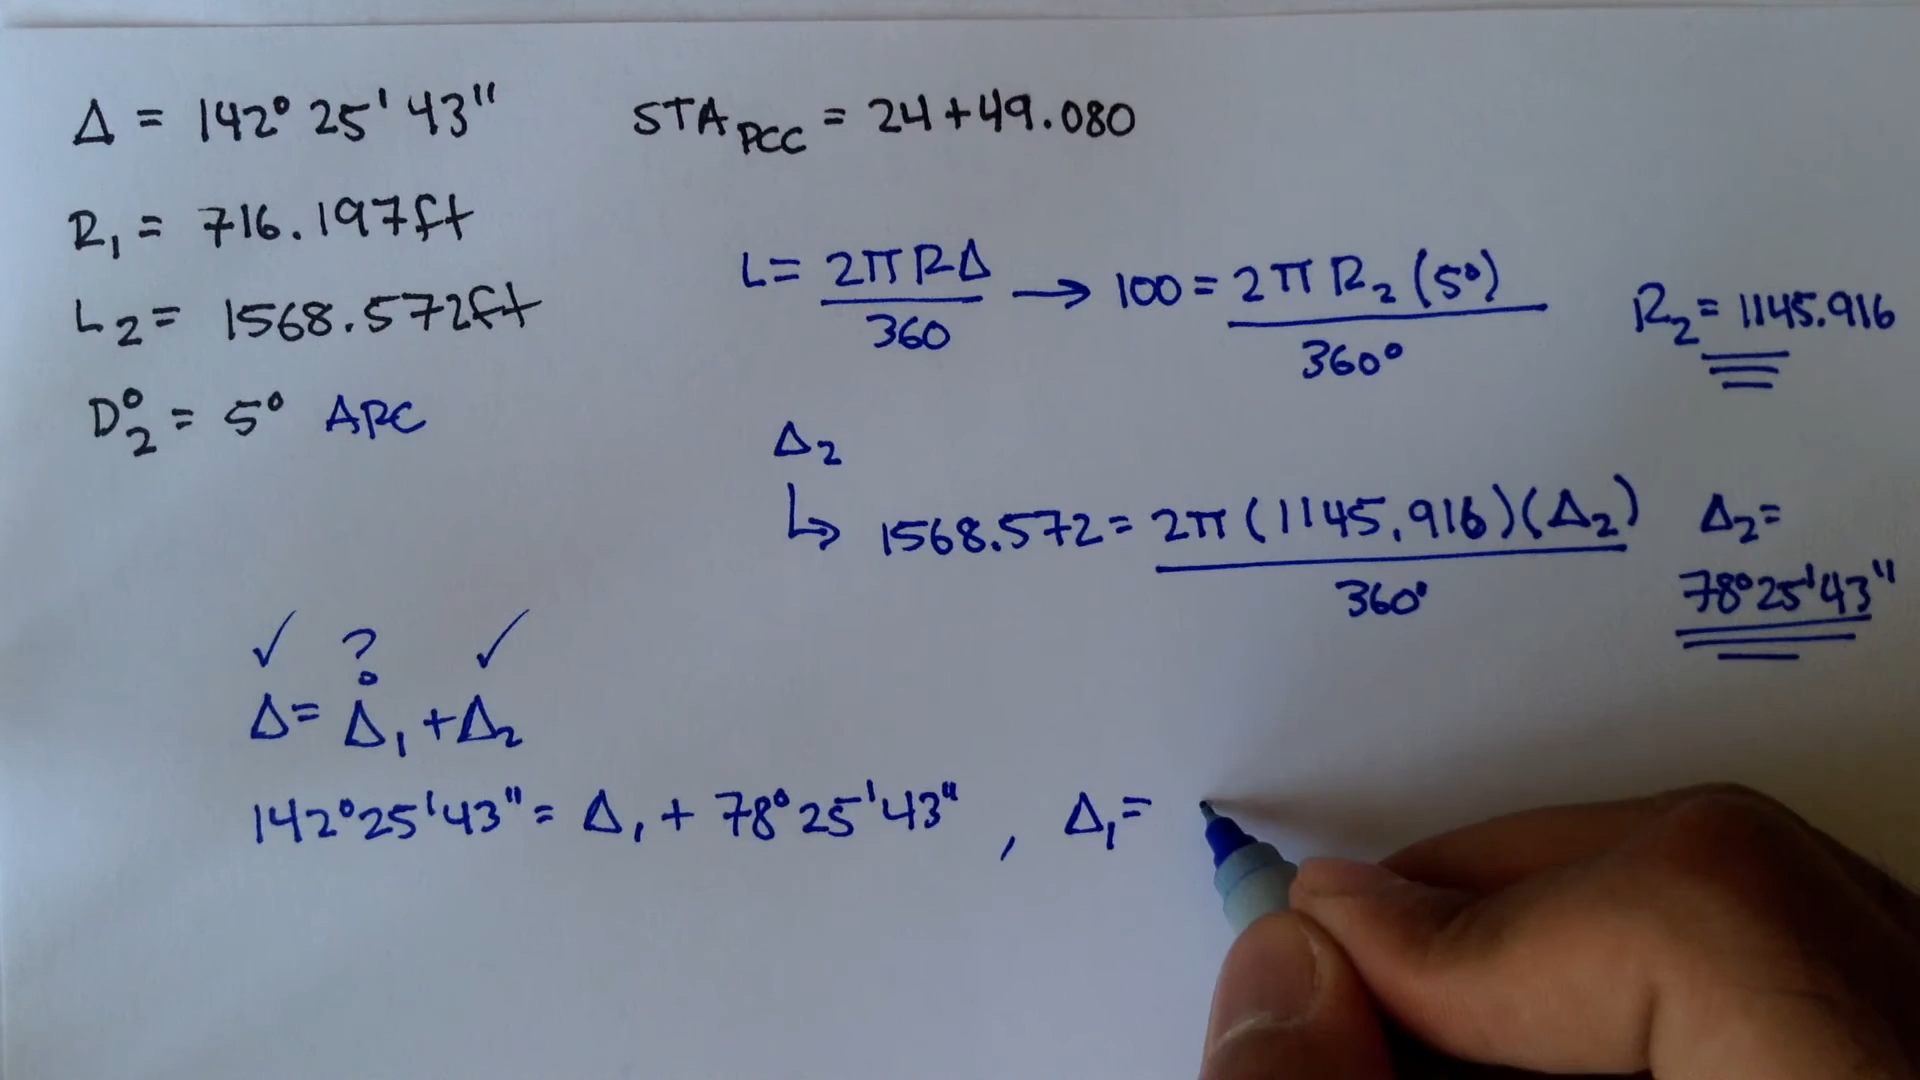 Δ = 142° 25' 43"
STA PCC = 24+49.080
R₁ = 716.197ft
L₂ = 1568.572ft
D°₂ = 5° ARC
L = 2πRΔ / 360 → 100 = 2πR₂(5°) / 360°
R₂ = 1145.916
Δ₂
↳ 1568.572 = 2π(1145.916)(Δ₂) / 360°
Δ₂ =
78°25'43"
✓ ? ✓
Δ = Δ₁ + Δ₂
142°25'43" = Δ₁ + 78°25'43" , Δ₁ =